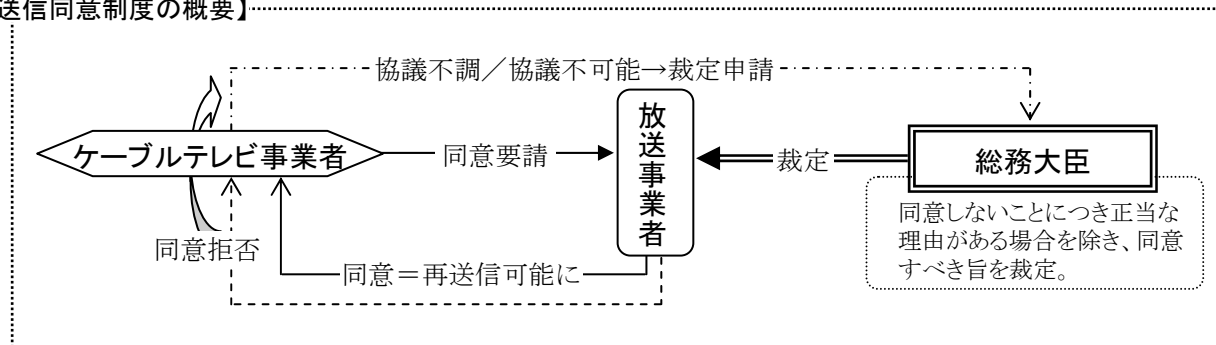 送信同意制度の概要】
協議不調／協議不可能→裁定申請
放送事業者
ケーブルテレビ事業者
同意要請
裁定
総務大臣
同意しないことにつき正当な
理由がある場合を除き、同意
すべき旨を裁定。
同意拒否
同意＝再送信可能に